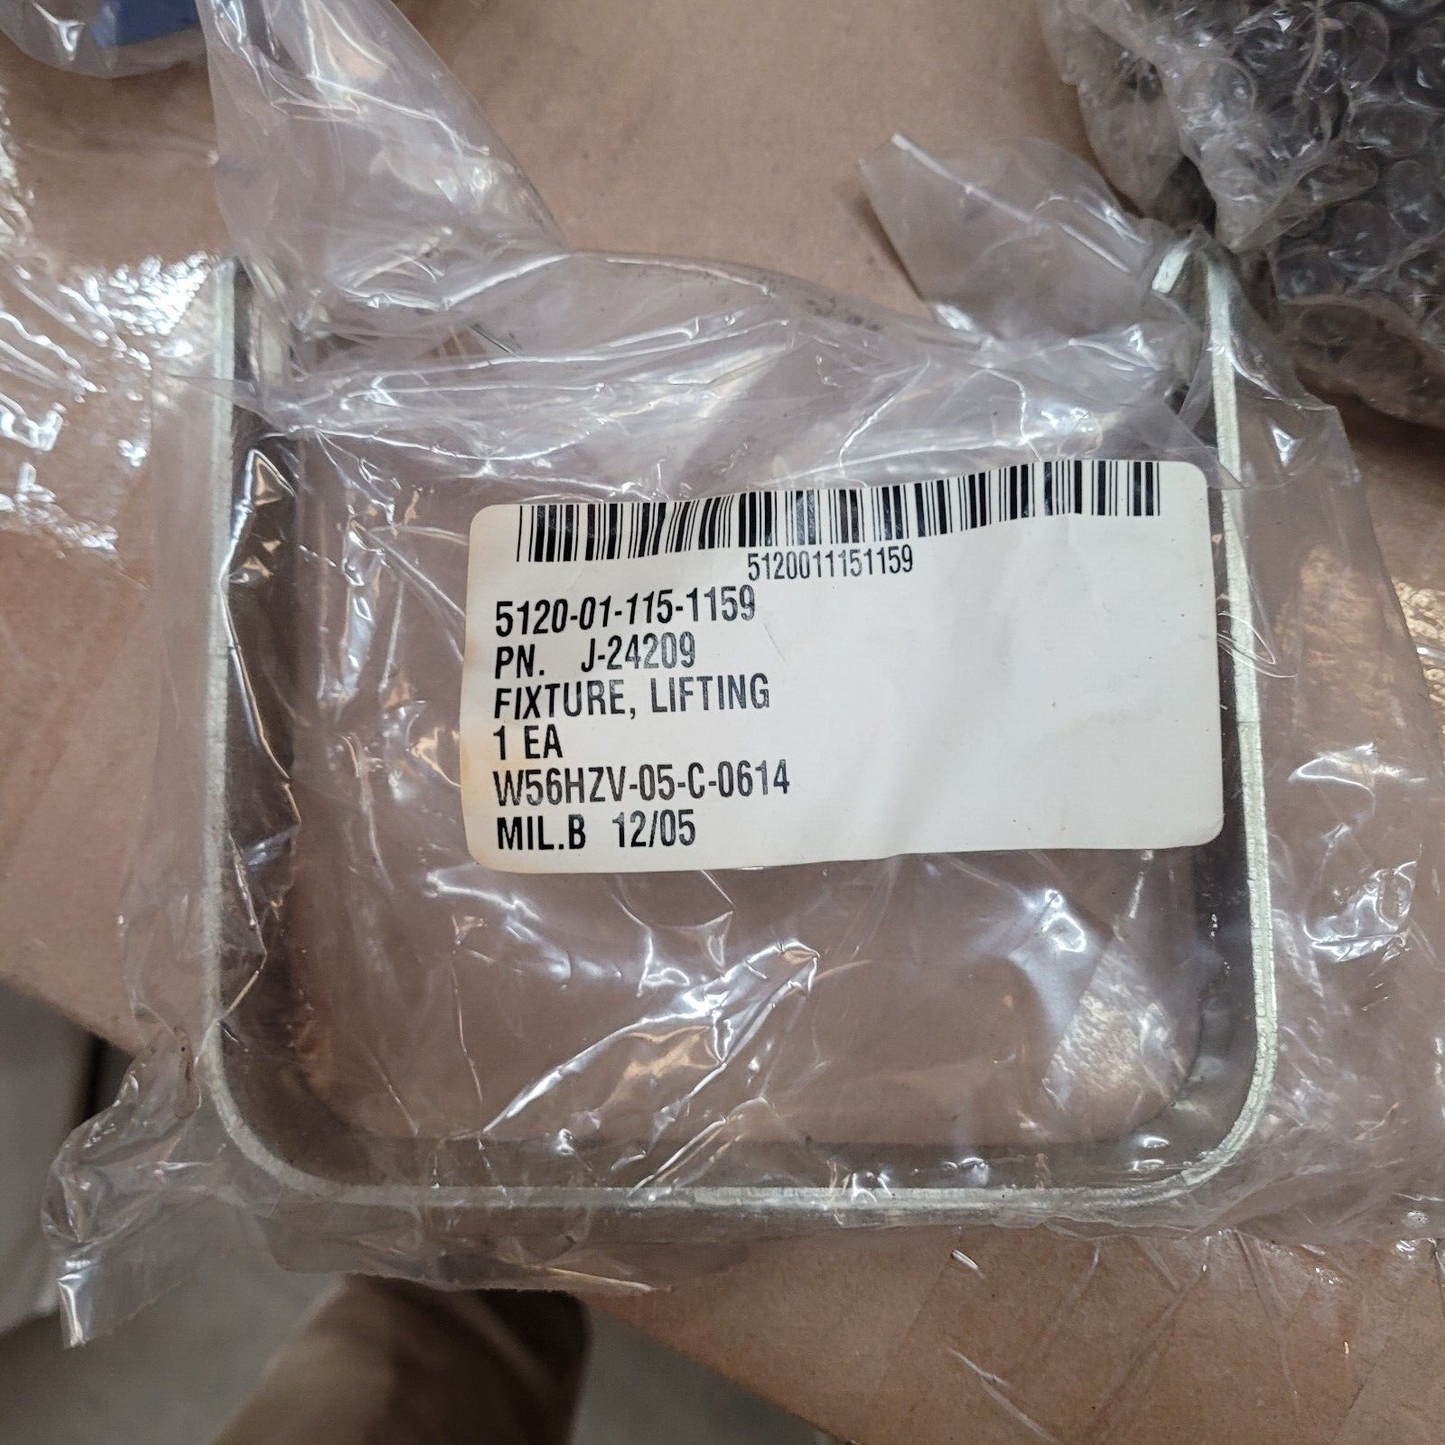 5120011151159
5120-01-115-1159
PN. J-24209
FIXTURE, LIFTING
1 EA
W56HZV-05-C-0614
MIL.B 12/05